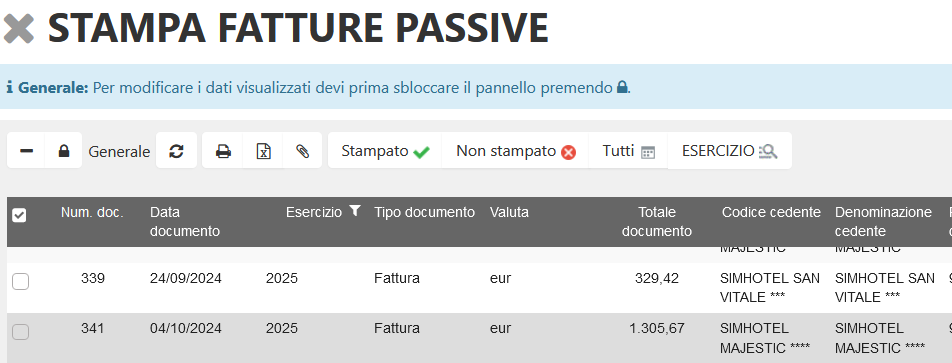 STAMPA FATTURE PASSIVE
Generale: Per modificare i dati visualizzati devi prima sbloccare il pannello premendo .
Generale Stampato Non stampato Tutti ESERCIZIO
Num. doc. Data documento Esercizio Tipo documento Valuta Totale documento Codice cedente Denominazione cedente
MAJESTIC MAJESTIC
339 24/09/2024 2025 Fattura eur 329,42 SIMHOTEL SAN VITALE *** SIMHOTEL SAN VITALE ***
341 04/10/2024 2025 Fattura eur 1.305,67 SIMHOTEL MAJESTIC **** SIMHOTEL MAJESTIC ****